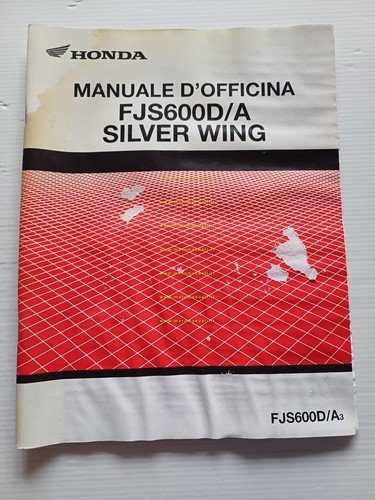 HONDA
MANUALE D'OFFICINA
FJS600D/A
SILVER WING
FJS600D/A3